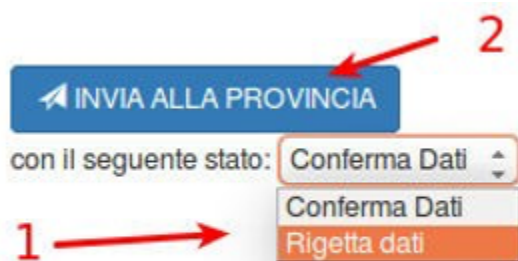 2
INVIA ALLA PROVINCIA
con il seguente stato: Conferma Dati
Conferma Dati
1 Rigetta dati